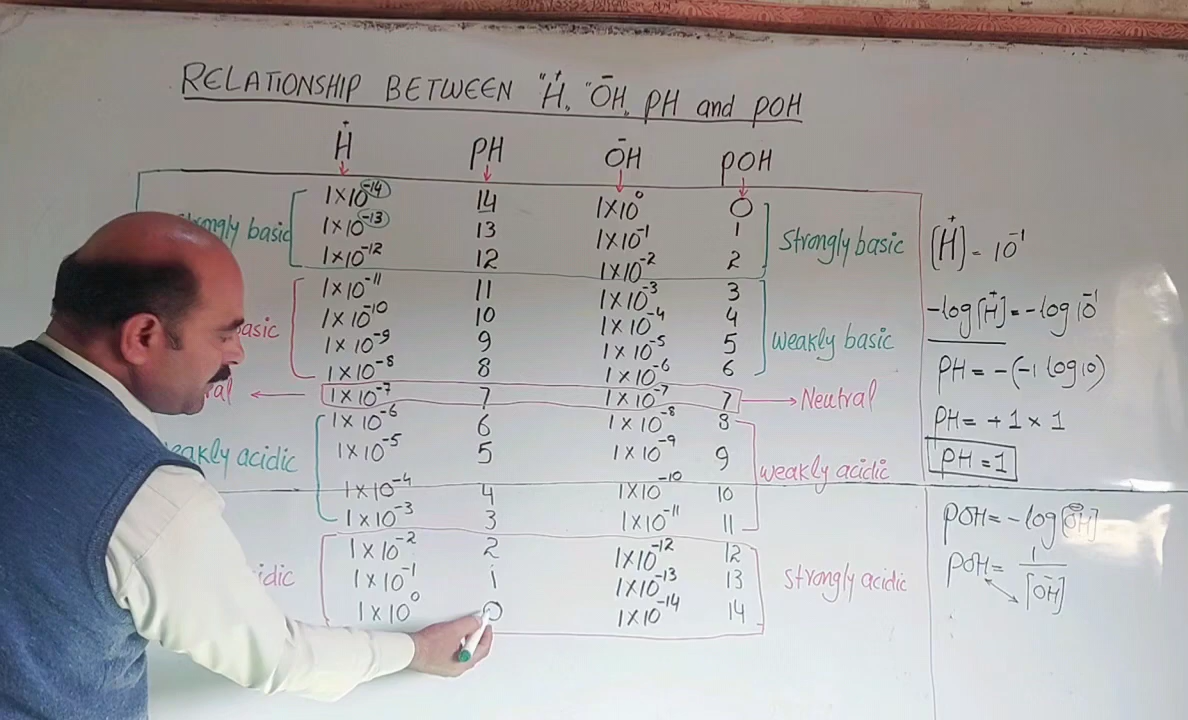 RELATIONSHIP BETWEEN "H⁺", "OH⁻", PH and POH
H⁺ PH OH⁻ POH
1×10⁻¹⁴ 14 1×10⁰ 0
basic 1×10⁻¹³ 13 1×10⁻¹ 1 Strongly basic
1×10⁻¹² 12 1×10⁻² 2
1×10⁻¹¹ 11 1×10⁻³ 3
1×10⁻¹⁰ 10 1×10⁻⁴ 4
basic 1×10⁻⁹ 9 1×10⁻⁵ 5 weakly basic
1×10⁻⁸ 8 1×10⁻⁶ 6
1×10⁻⁷ 7 1×10⁻⁷ 7 Neutral
1×10⁻⁶ 6 1×10⁻⁸ 8
acidic 1×10⁻⁵ 5 1×10⁻⁹ 9 weakly acidic
1×10⁻⁴ 4 1×10⁻¹⁰ 10
1×10⁻³ 3 1×10⁻¹¹ 11
1×10⁻² 2 1×10⁻¹² 12
1×10⁻¹ 1 1×10⁻¹³ 13 Strongly acidic
1×10⁰ 0 1×10⁻¹⁴ 14
[H⁺] = 10⁻¹
-log[H⁺] = -log10⁻¹
PH = -(-1 log10)
PH = +1 × 1
PH = 1
POH = -log[OH⁻]
POH = 1/[OH⁻]